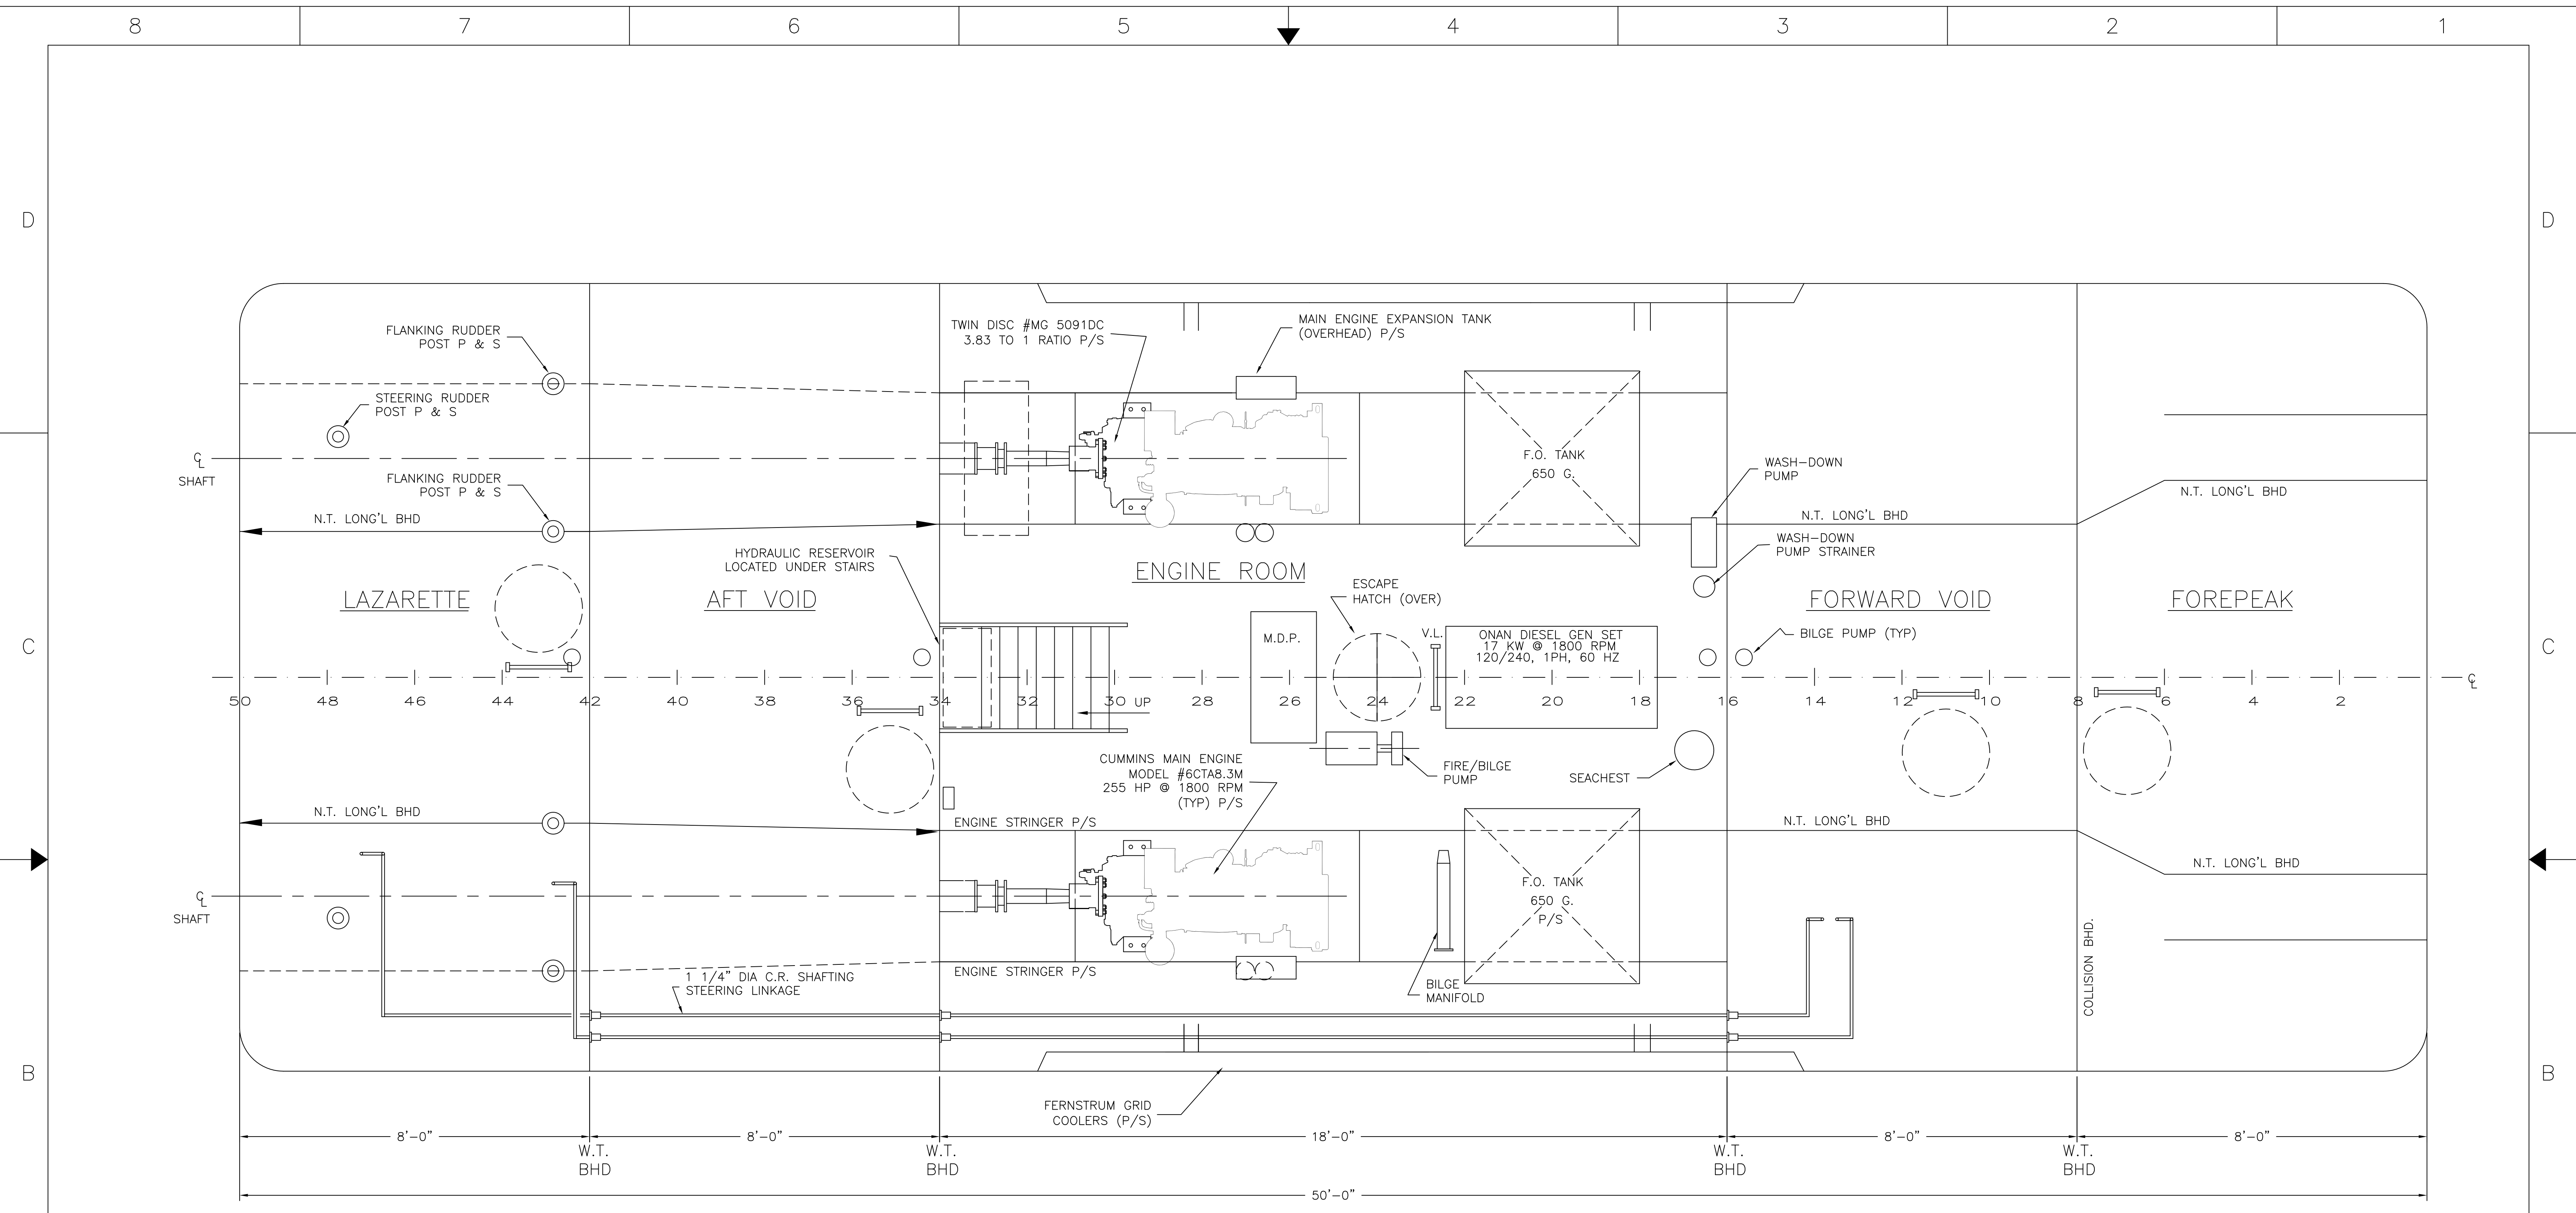 8 7 6 5 4 3 2 1
D
D
FLANKING RUDDER
POST P & S
TWIN DISC #MG 5091DC
3.83 TO 1 RATIO P/S
MAIN ENGINE EXPANSION TANK
(OVERHEAD) P/S
STEERING RUDDER
POST P & S
℄
SHAFT
F.O. TANK
650 G.
WASH-DOWN
PUMP
FLANKING RUDDER
POST P & S
N.T. LONG'L BHD
N.T. LONG'L BHD
N.T. LONG'L BHD
HYDRAULIC RESERVOIR
LOCATED UNDER STAIRS
WASH-DOWN
PUMP STRAINER
ENGINE ROOM
ESCAPE
HATCH (OVER)
LAZARETTE
AFT VOID
FORWARD VOID
FOREPEAK
C
C
M.D.P.
V.L.
ONAN DIESEL GEN SET
17 KW @ 1800 RPM
120/240, 1PH, 60 HZ
BILGE PUMP (TYP)
℄
50 48 46 44 42 40 38 36 34 32 30 28 26 24 22 20 18 16 14 12 10 8 6 4 2
UP
CUMMINS MAIN ENGINE
MODEL #6CTA8.3M
255 HP @ 1800 RPM
(TYP) P/S
FIRE/BILGE
PUMP
SEACHEST
N.T. LONG'L BHD
ENGINE STRINGER P/S
N.T. LONG'L BHD
N.T. LONG'L BHD
℄
SHAFT
F.O. TANK
650 G.
P/S
COLLISION BHD.
1 1/4" DIA C.R. SHAFTING
STEERING LINKAGE
ENGINE STRINGER P/S
BILGE
MANIFOLD
B
B
FERNSTRUM GRID
COOLERS (P/S)
8'-0" 8'-0" 18'-0" 8'-0" 8'-0"
W.T.
BHD
W.T.
BHD
W.T.
BHD
W.T.
BHD
50'-0"